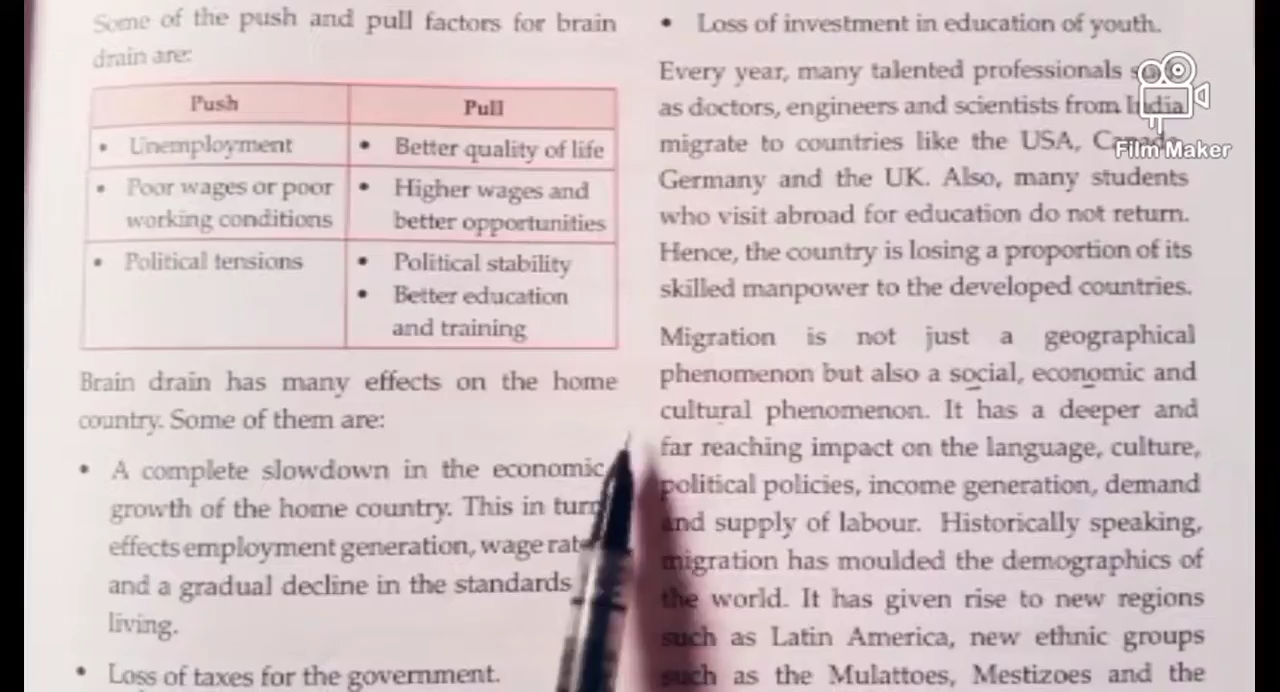 Some of the push and pull factors for brain
drain are:
Push Pull
• Unemployment • Better quality of life
• Poor wages or poor • Higher wages and
working conditions better opportunities
• Political tensions • Political stability
• Better education
and training
Brain drain has many effects on the home
country. Some of them are:
• A complete slowdown in the economic
growth of the home country. This in turn
effects employment generation, wage
and a gradual decline in the standards
living.
• Loss of taxes for the government.
• Loss of investment in education of youth.
Every year, many talented professionals
as doctors, engineers and scientists from India
migrate to countries like the USA, Canada,
Germany and the UK. Also, many students
who visit abroad for education do not return.
Hence, the country is losing a proportion of its
skilled manpower to the developed countries.
Migration is not just a geographical
phenomenon but also a social, economic and
cultural phenomenon. It has a deeper and
far reaching impact on the language, culture,
political policies, income generation, demand
and supply of labour. Historically speaking,
migration has moulded the demographics of
the world. It has given rise to new regions
such as Latin America, new ethnic groups
such as the Mulattoes, Mestizoes and the
Film Maker